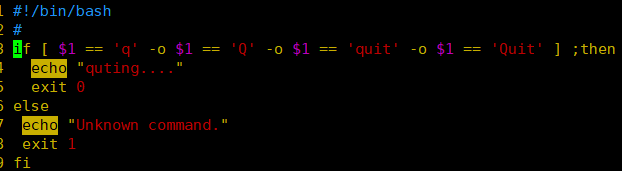 1 #!/bin/bash
2 #
3 if [ $1 == 'q' -o $1 == 'Q' -o $1 == 'quit' -o $1 == 'Quit' ] ;then
4   echo "quting...."
5   exit 0
6 else
7  echo "Unknown command."
8  exit 1
9 fi